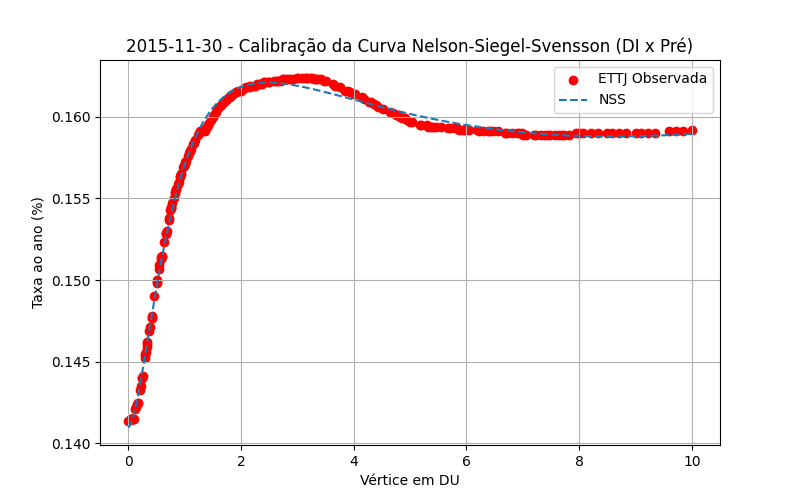 2015-11-30 - Calibração da Curva Nelson-Siegel-Svensson (DI x Pré)
ETTJ Observada
NSS
Taxa ao ano (%)
0.160
0.155
0.150
0.145
0.140
0 2 4 6 8 10
Vértice em DU